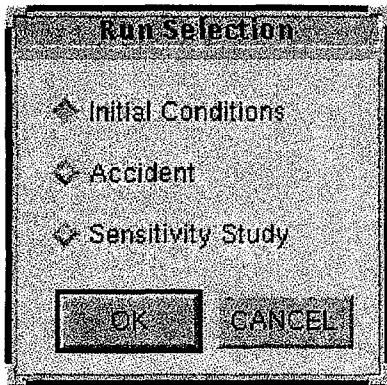 Run Selection
Initial Conditions
Accident
Sensitivity Study
OK CANCEL